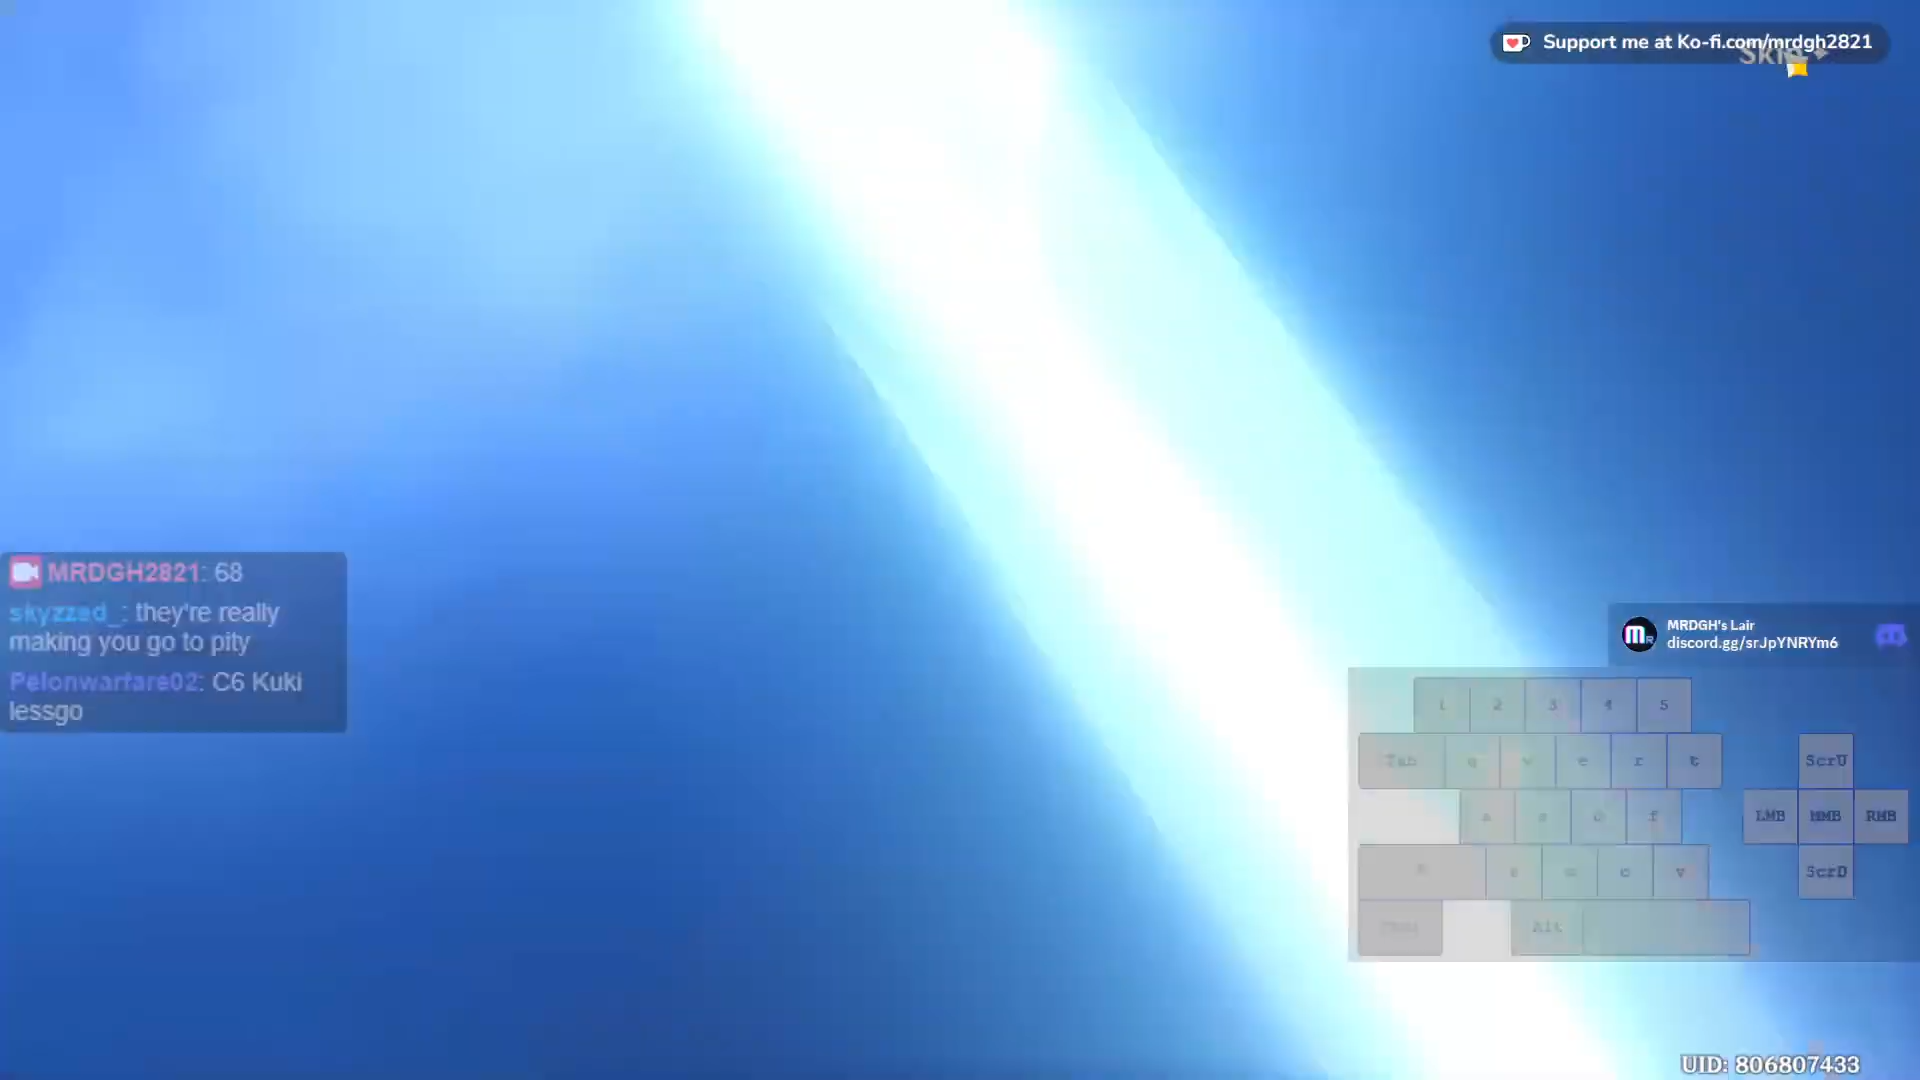 Support me at Ko-fi.com/mrdgh2821
Skip
MRDGH2821: 68
skyzzed_: they're really
making you go to pity
Pelonwarfare02: C6 Kuki
lessgo
MRDGH's Lair
discord.gg/srJpYNRYm6
1 2 3 4 5
Tab q w e r t ScrU
a s f LMB MMB RMB
c v ScrD
Alt
UID: 806807433